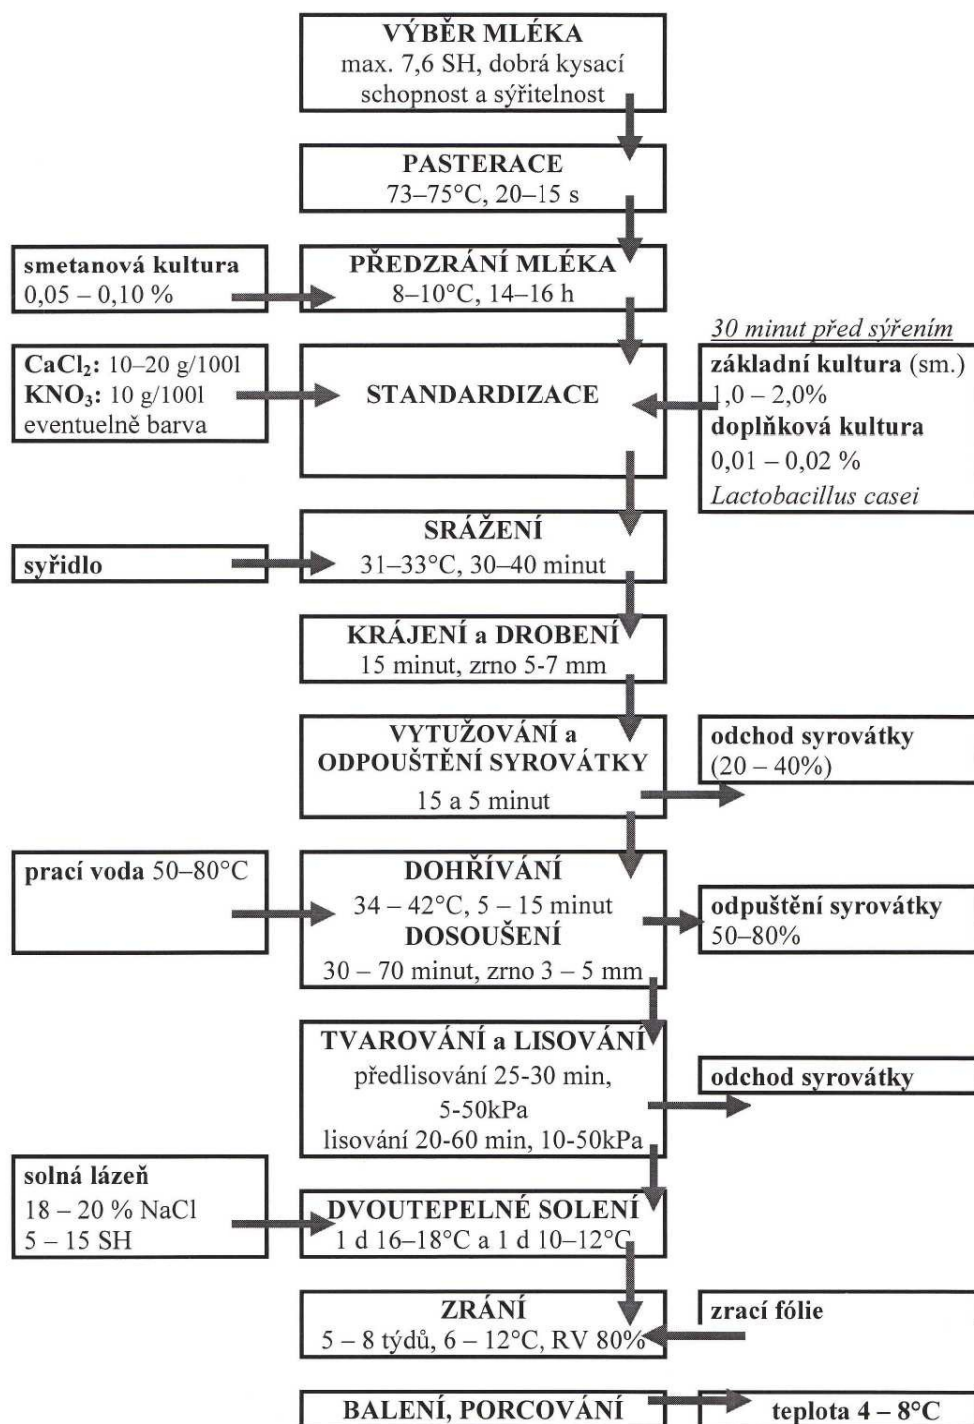 VÝBĚR MLÉKA
max. 7,6 SH, dobrá kysací
schopnost a sýřitelnost
PASTERACE
73–75°C, 20–15 s
smetanová kultura
0,05 – 0,10 %
PŘEDZRÁNÍ MLÉKA
8–10°C, 14–16 h
CaCl₂: 10–20 g/100l
KNO₃: 10 g/100l
eventuelně barva
STANDARDIZACE
30 minut před sýřením
základní kultura (sm.)
1,0 – 2,0%
doplňková kultura
0,01 – 0,02 %
Lactobacillus casei
syřidlo
SRÁŽENÍ
31–33°C, 30–40 minut
KRÁJENÍ a DROBENÍ
15 minut, zrno 5-7 mm
VYTUŽOVÁNÍ a
ODPOUŠTĚNÍ SYROVÁTKY
15 a 5 minut
odchod syrovátky
(20 – 40%)
prací voda 50–80°C
DOHŘÍVÁNÍ
34 – 42°C, 5 – 15 minut
DOSOUŠENÍ
30 – 70 minut, zrno 3 – 5 mm
odpuštění syrovátky
50–80%
TVAROVÁNÍ a LISOVÁNÍ
předlisování 25-30 min,
5-50kPa
lisování 20-60 min, 10-50kPa
odchod syrovátky
solná lázeň
18 – 20 % NaCl
5 – 15 SH
DVOUTEPELNÉ SOLENÍ
1 d 16–18°C a 1 d 10–12°C
ZRÁNÍ
5 – 8 týdů, 6 – 12°C, RV 80%
zrací fólie
BALENÍ, PORCOVÁNÍ
teplota 4 – 8°C